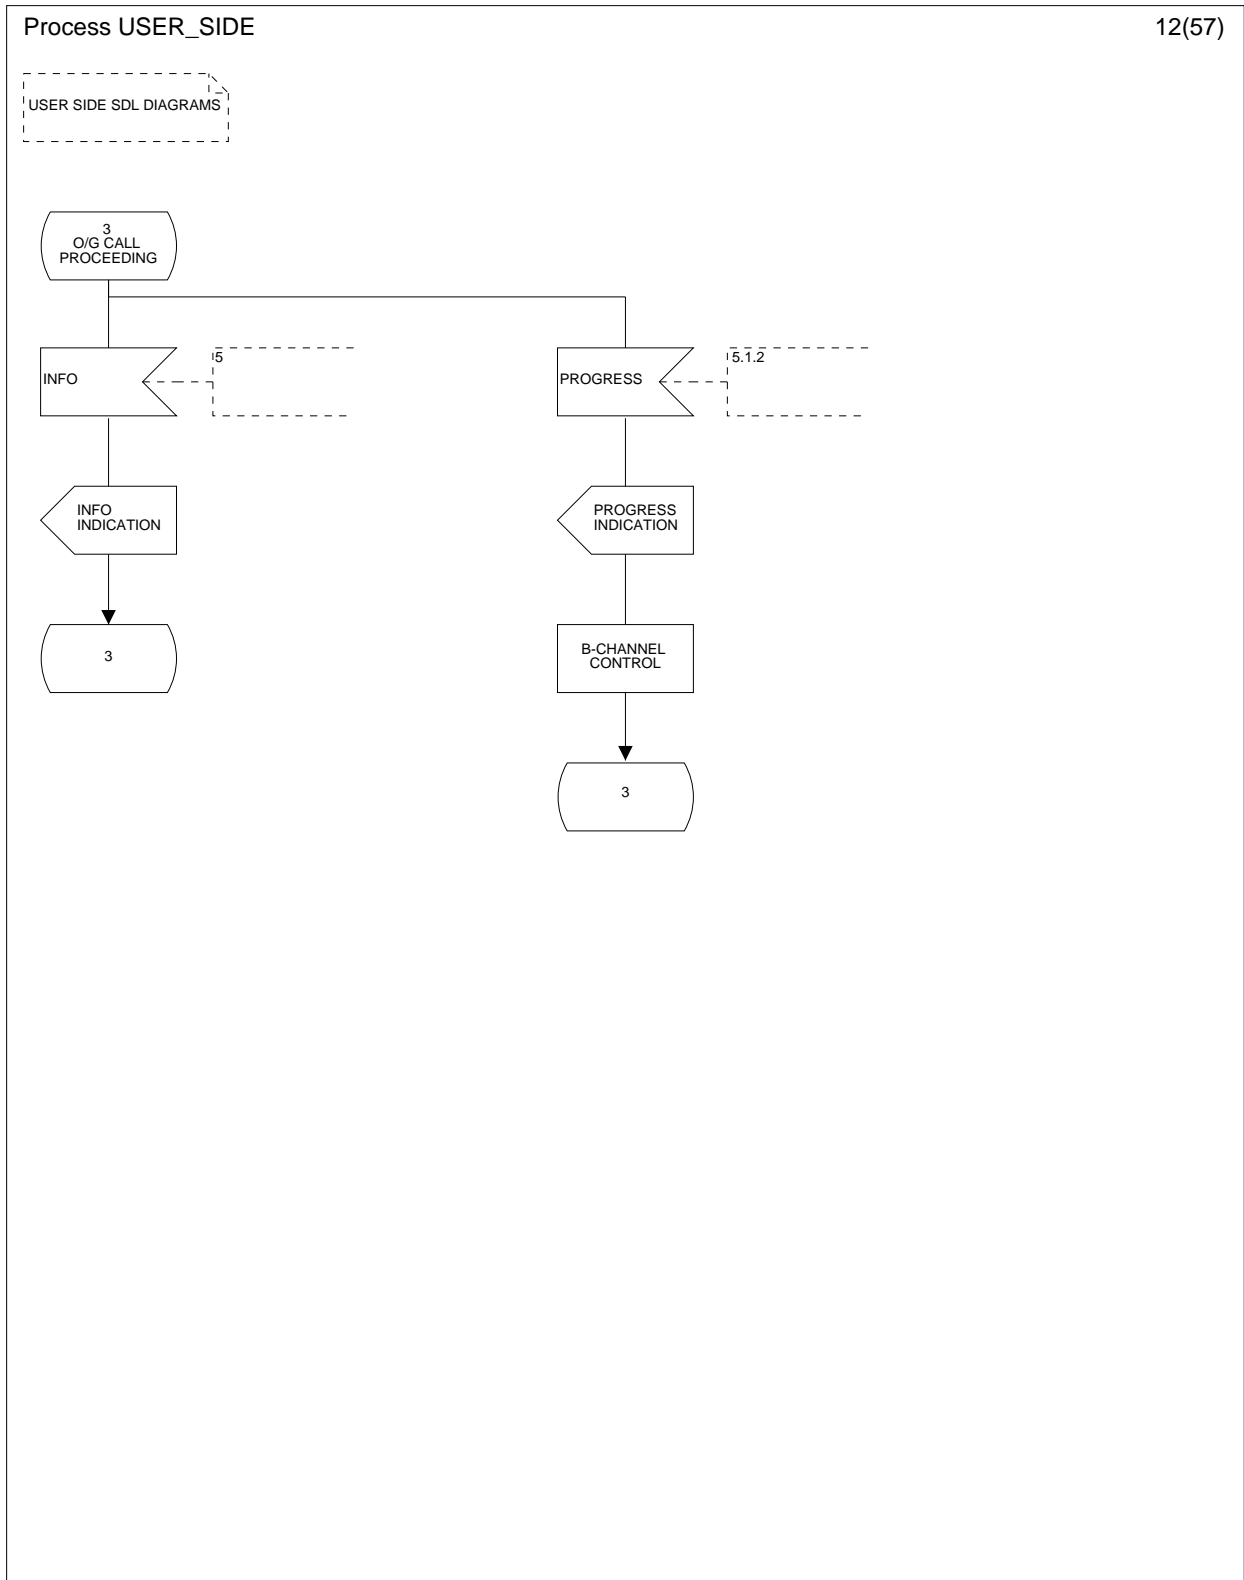 Process USER_SIDE
12(57)
USER SIDE SDL DIAGRAMS
3
O/G CALL
PROCEEDING
INFO
5
PROGRESS
5.1.2
INFO
INDICATION
PROGRESS
INDICATION
3
B-CHANNEL
CONTROL
3